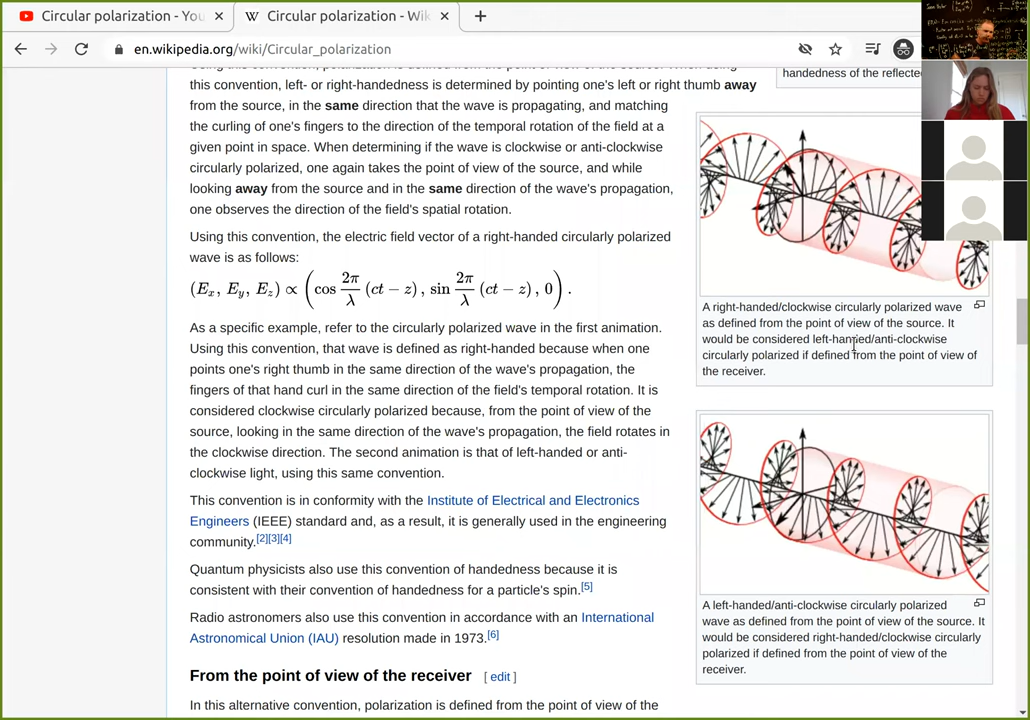 Circular polarization - You
Circular polarization - Wik
en.wikipedia.org/wiki/Circular_polarization
this convention, left- or right-handedness is determined by pointing one's left or right thumb away
from the source, in the same direction that the wave is propagating, and matching
the curling of one's fingers to the direction of the temporal rotation of the field at a
given point in space. When determining if the wave is clockwise or anti-clockwise
circularly polarized, one again takes the point of view of the source, and while
looking away from the source and in the same direction of the wave's propagation,
one observes the direction of the field's spatial rotation.
Using this convention, the electric field vector of a right-handed circularly polarized
wave is as follows:
(Ex, Ey, Ez) ∝ (cos 2π/λ (ct − z), sin 2π/λ (ct − z), 0).
As a specific example, refer to the circularly polarized wave in the first animation.
Using this convention, that wave is defined as right-handed because when one
points one's right thumb in the same direction of the wave's propagation, the
fingers of that hand curl in the same direction of the field's temporal rotation. It is
considered clockwise circularly polarized because, from the point of view of the
source, looking in the same direction of the wave's propagation, the field rotates in
the clockwise direction. The second animation is that of left-handed or anti-
clockwise light, using this same convention.
This convention is in conformity with the Institute of Electrical and Electronics
Engineers (IEEE) standard and, as a result, it is generally used in the engineering
community.[2][3][4]
Quantum physicists also use this convention of handedness because it is
consistent with their convention of handedness for a particle's spin.[5]
Radio astronomers also use this convention in accordance with an International
Astronomical Union (IAU) resolution made in 1973.[6]
From the point of view of the receiver [ edit ]
In this alternative convention, polarization is defined from the point of view of the
handedness of the reflecte
A right-handed/clockwise circularly polarized wave
as defined from the point of view of the source. It
would be considered left-handed/anti-clockwise
circularly polarized if defined from the point of view of
the receiver.
A left-handed/anti-clockwise circularly polarized
wave as defined from the point of view of the source. It
would be considered right-handed/clockwise circularly
polarized if defined from the point of view of the
receiver.